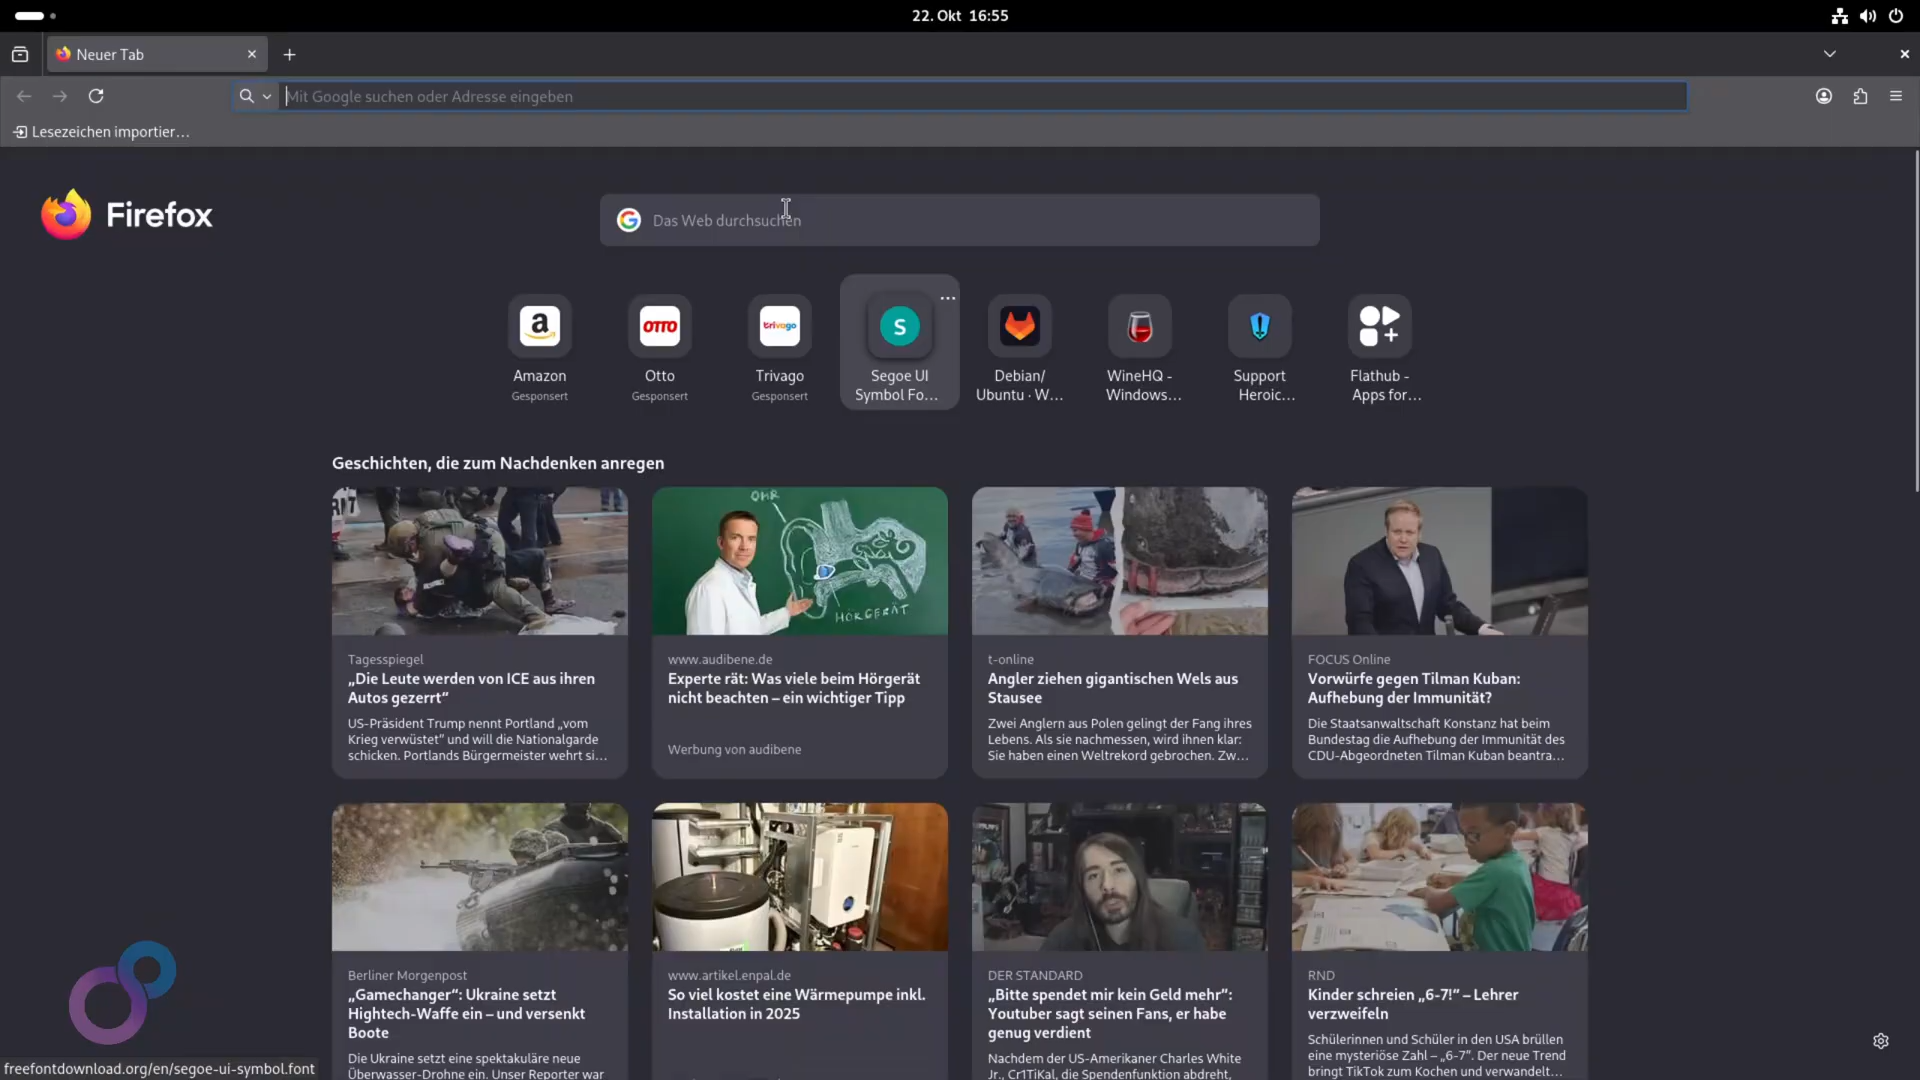 22. Okt 16:55
Neuer Tab
Mit Google suchen oder Adresse eingeben
Lesezeichen importier…
Firefox
Das Web durchsuchen
a
Amazon
Gesponsert
OTTO
Otto
Gesponsert
trivago
Trivago
Gesponsert
S
Segoe UI
Symbol Fo…
Debian/
Ubuntu · W…
WineHQ -
Windows…
Support
Heroic…
Flathub -
Apps for…
Geschichten, die zum Nachdenken anregen
Tagesspiegel
„Die Leute werden von ICE aus ihren
Autos gezerrt“
US-Präsident Trump nennt Portland „vom
Krieg verwüstet“ und will die Nationalgarde
schicken. Portlands Bürgermeister wehrt si…
OHR
HÖRGERÄT
www.audibene.de
Experte rät: Was viele beim Hörgerät
nicht beachten – ein wichtiger Tipp
Werbung von audibene
t-online
Angler ziehen gigantischen Wels aus
Stausee
Zwei Anglern aus Polen gelingt der Fang ihres
Lebens. Als sie nachmessen, wird ihnen klar:
Sie haben einen Weltrekord gebrochen. Zw…
FOCUS Online
Vorwürfe gegen Tilman Kuban:
Aufhebung der Immunität?
Die Staatsanwaltschaft Konstanz hat beim
Bundestag die Aufhebung der Immunität des
CDU-Abgeordneten Tilman Kuban beantra…
Berliner Morgenpost
„Gamechanger“: Ukraine setzt
Hightech-Waffe ein – und versenkt
Boote
Die Ukraine setzt eine spektakuläre neue
Überwasser-Drohne ein. Unser Reporter war
www.artikel.enpal.de
So viel kostet eine Wärmepumpe inkl.
Installation in 2025
DER STANDARD
„Bitte spendet mir kein Geld mehr“:
Youtuber sagt seinen Fans, er habe
genug verdient
Nachdem der US-Amerikaner Charles White
Jr., Cr1TiKal, die Spendenfunktion abdreht,
RND
Kinder schreien „6-7!“ – Lehrer
verzweifeln
Schülerinnen und Schüler in den USA brüllen
eine mysteriöse Zahl – „6-7“. Der neue Trend
bringt TikTok zum Kochen und verwandelt…
freefontdownload.org/en/segoe-ui-symbol.font